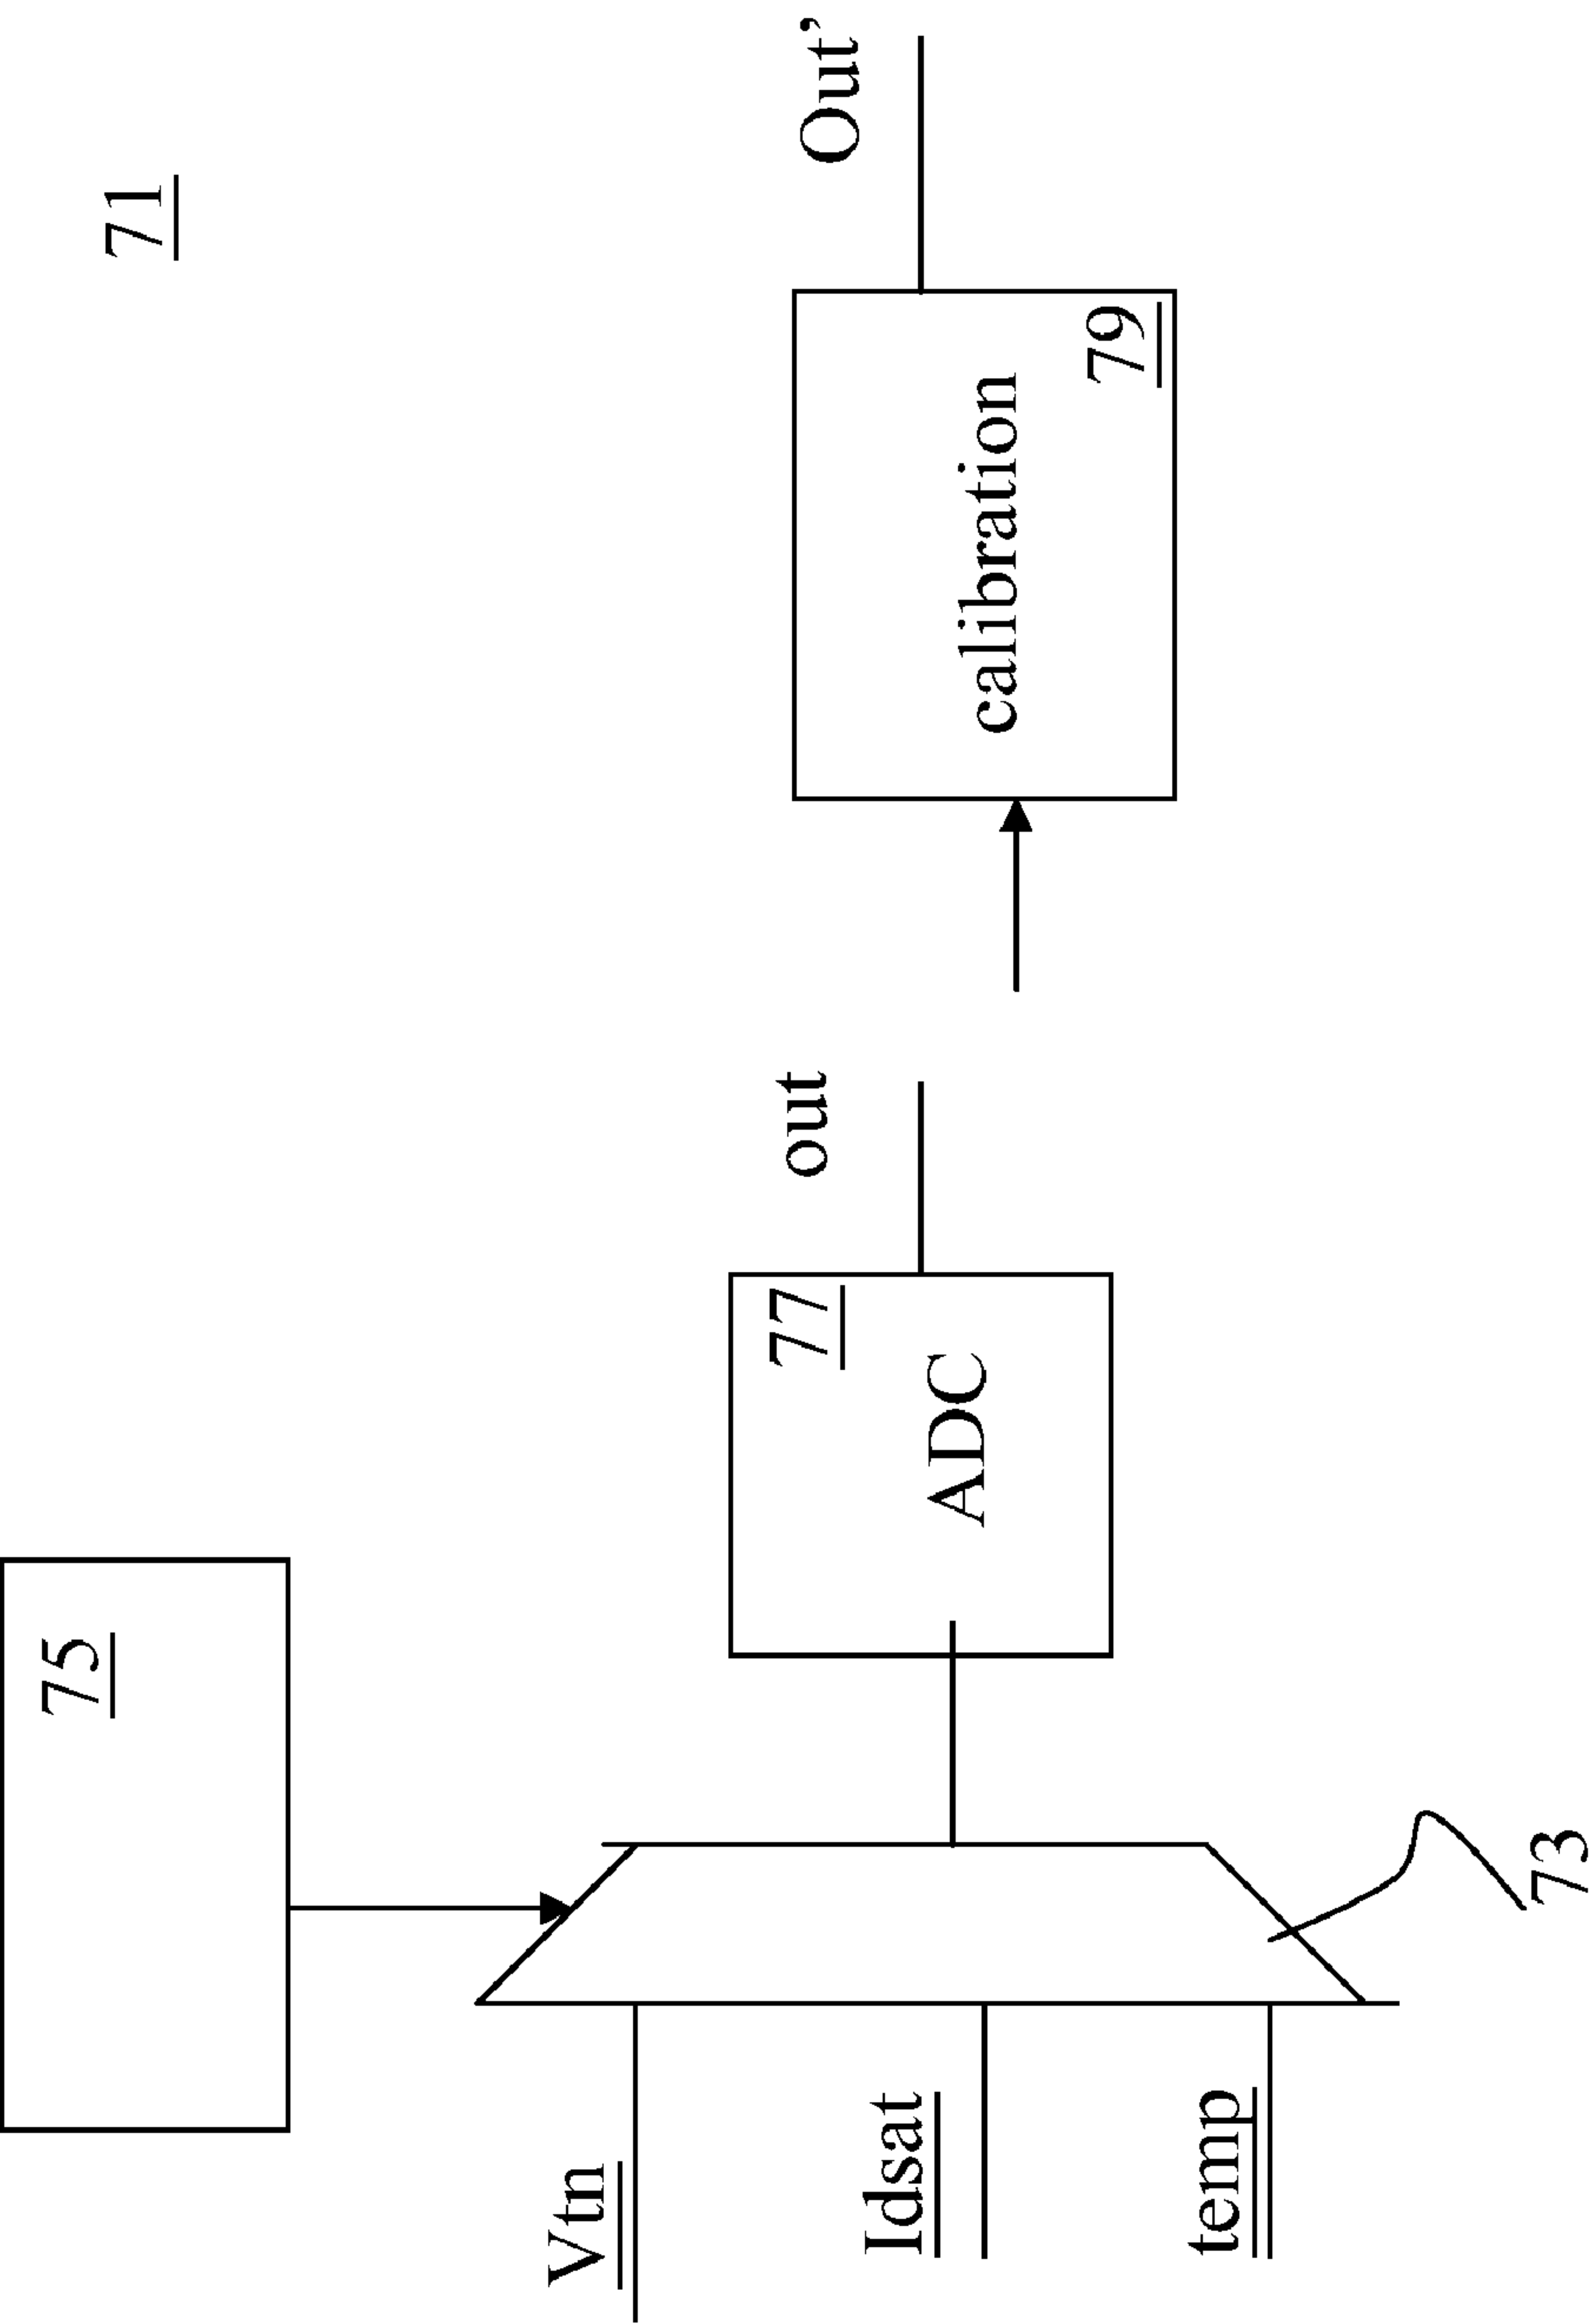 71
75
Vtn
Idsat
temp
73
77
ADC
out
calibration
79
Out’